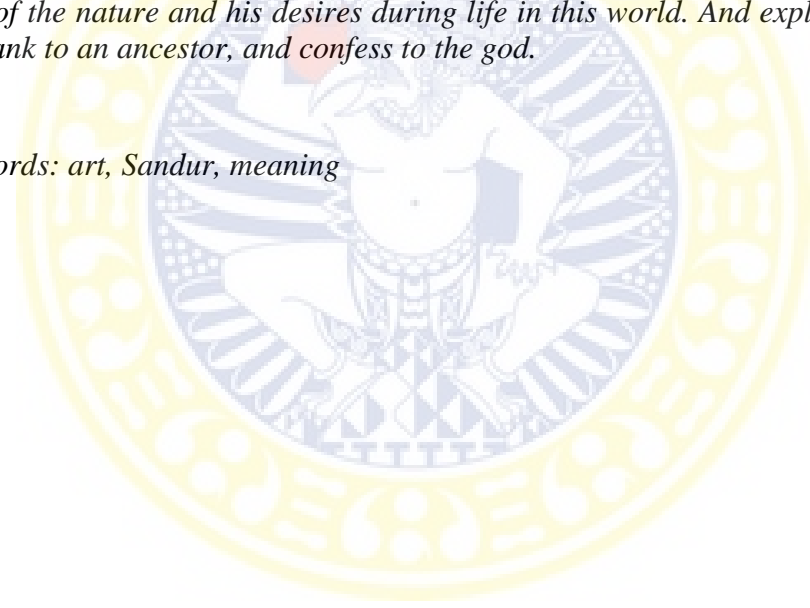 of the nature and his desires during life in this world. And expl
ank to an ancestor, and confess to the god.
ords: art, Sandur, meaning